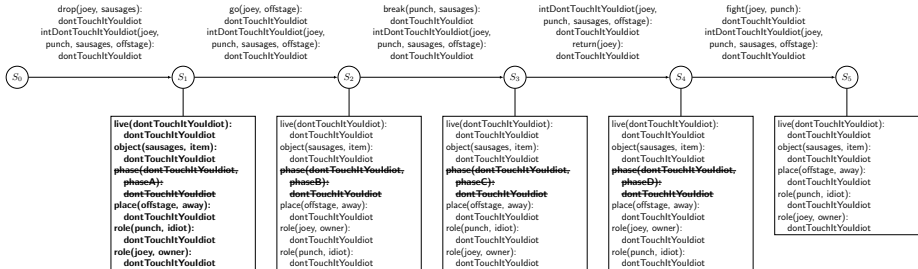 drop(joey, sausages):
dontTouchItYouIdiot
intDontTouchItYouIdiot(joey,
punch, sausages, offstage):
dontTouchItYouIdiot
go(joey, offstage):
dontTouchItYouIdiot
intDontTouchItYouIdiot(joey,
punch, sausages, offstage):
dontTouchItYouIdiot
break(punch, sausages):
dontTouchItYouIdiot
intDontTouchItYouIdiot(joey,
punch, sausages, offstage):
dontTouchItYouIdiot
intDontTouchItYouIdiot(joey,
punch, sausages, offstage):
dontTouchItYouIdiot
return(joey):
dontTouchItYouIdiot
fight(joey, punch):
dontTouchItYouIdiot
intDontTouchItYouIdiot(joey,
punch, sausages, offstage):
dontTouchItYouIdiot
S0
S1
S2
S3
S4
S5
live(dontTouchItYouIdiot):
dontTouchItYouIdiot
object(sausages, item):
dontTouchItYouIdiot
phase(dontTouchItYouIdiot,
phaseA):
dontTouchItYouIdiot
place(offstage, away):
dontTouchItYouIdiot
role(punch, idiot):
dontTouchItYouIdiot
role(joey, owner):
dontTouchItYouIdiot
live(dontTouchItYouIdiot):
dontTouchItYouIdiot
object(sausages, item):
dontTouchItYouIdiot
phase(dontTouchItYouIdiot,
phaseB):
dontTouchItYouIdiot
place(offstage, away):
dontTouchItYouIdiot
role(joey, owner):
dontTouchItYouIdiot
role(punch, idiot):
dontTouchItYouIdiot
live(dontTouchItYouIdiot):
dontTouchItYouIdiot
object(sausages, item):
dontTouchItYouIdiot
phase(dontTouchItYouIdiot,
phaseC):
dontTouchItYouIdiot
place(offstage, away):
dontTouchItYouIdiot
role(joey, owner):
dontTouchItYouIdiot
role(punch, idiot):
dontTouchItYouIdiot
live(dontTouchItYouIdiot):
dontTouchItYouIdiot
object(sausages, item):
dontTouchItYouIdiot
phase(dontTouchItYouIdiot,
phaseD):
dontTouchItYouIdiot
place(offstage, away):
dontTouchItYouIdiot
role(joey, owner):
dontTouchItYouIdiot
role(punch, idiot):
dontTouchItYouIdiot
live(dontTouchItYouIdiot):
dontTouchItYouIdiot
object(sausages, item):
dontTouchItYouIdiot
place(offstage, away):
dontTouchItYouIdiot
role(punch, idiot):
dontTouchItYouIdiot
role(joey, owner):
dontTouchItYouIdiot